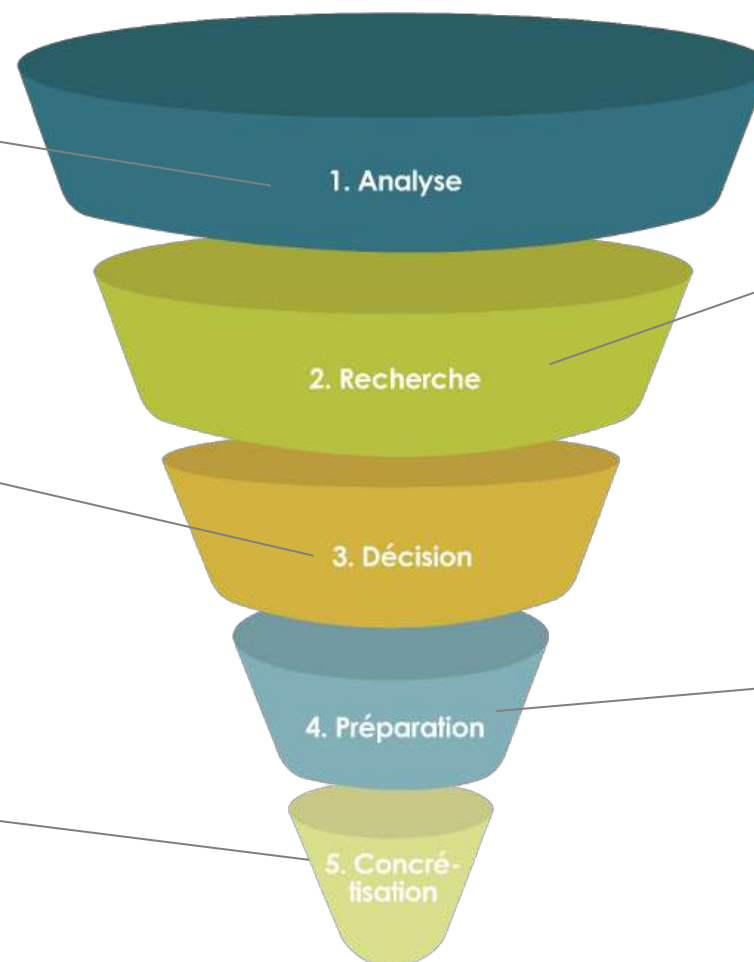 1. Analyse
2. Recherche
3. Décision
4. Préparation
5. Concré-
tisation